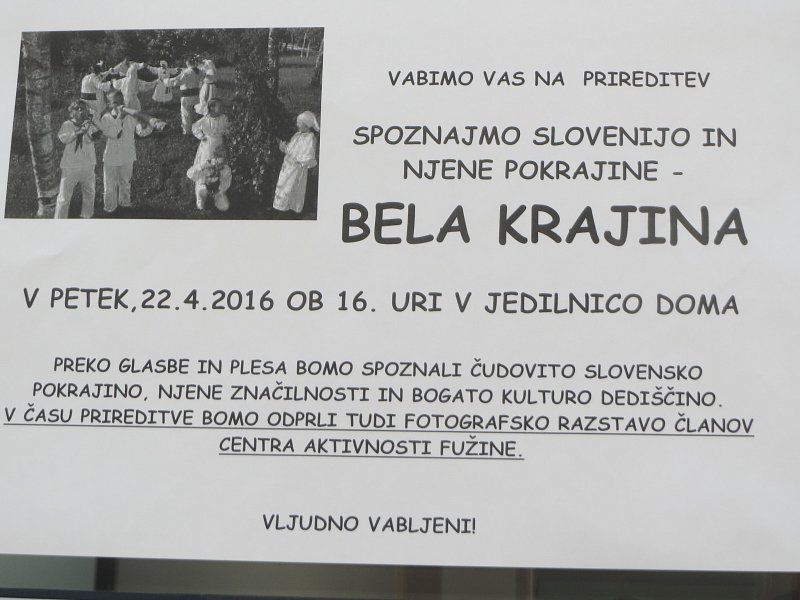 VABIMO VAS NA PRIREDITEV
SPOZNAJMO SLOVENIJO IN
NJENE POKRAJINE -
BELA KRAJINA
V PETEK,22.4.2016 OB 16. URI V JEDILNICO DOMA
PREKO GLASBE IN PLESA BOMO SPOZNALI ČUDOVITO SLOVENSKO
POKRAJINO, NJENE ZNAČILNOSTI IN BOGATO KULTURO DEDIŠČINO.
V ČASU PRIREDITVE BOMO ODPRLI TUDI FOTOGRAFSKO RAZSTAVO ČLANOV
CENTRA AKTIVNOSTI FUŽINE.
VLJUDNO VABLJENI!